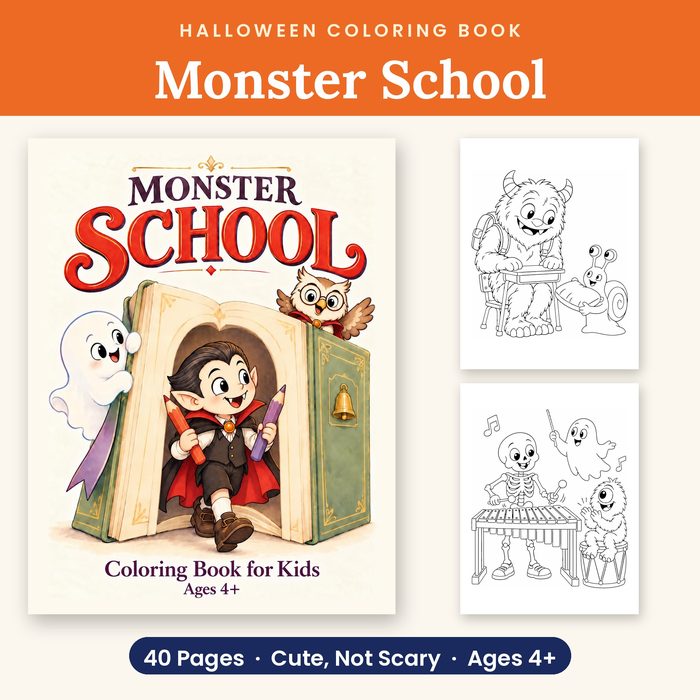 HALLOWEEN COLORING BOOK
Monster School
MONSTER
SCHOOL
Coloring Book for Kids
Ages 4+
40 Pages · Cute, Not Scary · Ages 4+